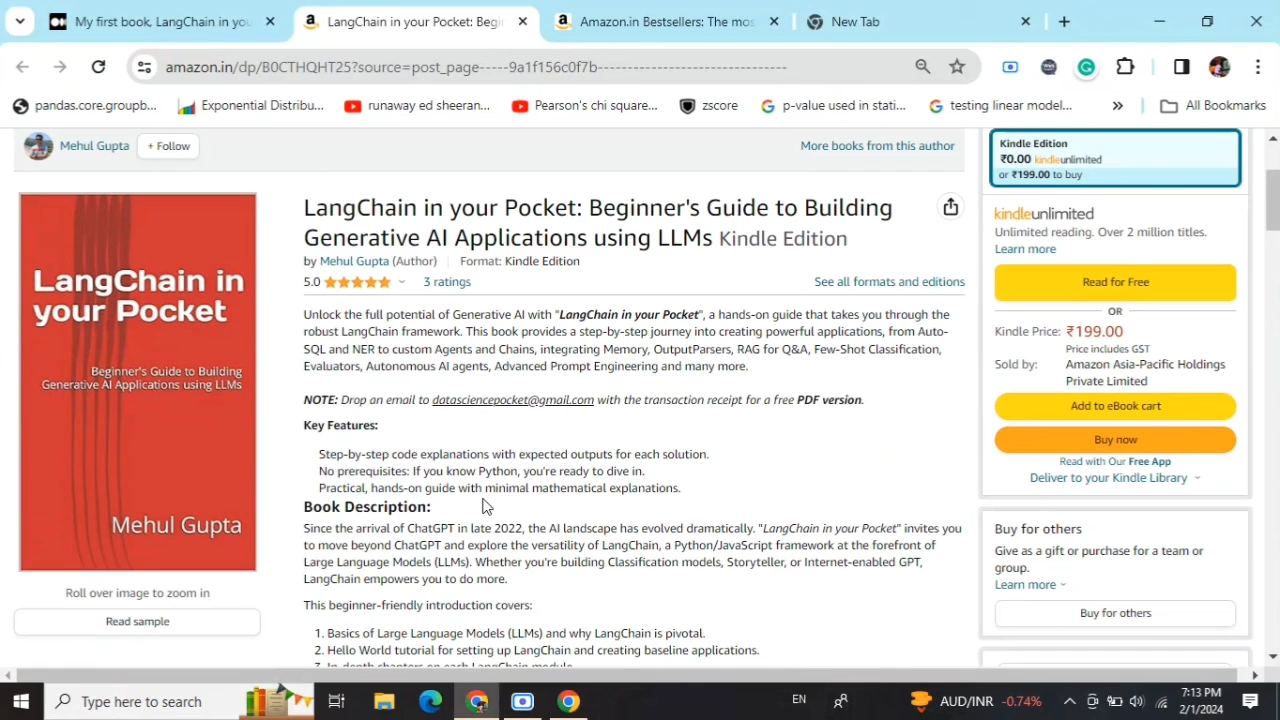 My first book, LangChain in you
LangChain in your Pocket: Begi
Amazon.in Bestsellers: The mos
New Tab
amazon.in/dp/B0CTHQHT25?source=post_page-----9a1f156c0f7b--------------------------------
pandas.core.groupb...
Exponential Distribu...
runaway ed sheeran...
Pearson's chi square...
zscore
p-value used in stati...
testing linear model...
All Bookmarks
Mehul Gupta
+ Follow
More books from this author
LangChain in
your Pocket
Beginner's Guide to Building
Generative AI Applications using LLMs
Mehul Gupta
Roll over image to zoom in
Read sample
LangChain in your Pocket: Beginner's Guide to Building
Generative AI Applications using LLMs Kindle Edition
by Mehul Gupta (Author) Format: Kindle Edition
5.0 3 ratings
See all formats and editions
Unlock the full potential of Generative AI with "LangChain in your Pocket", a hands-on guide that takes you through the
robust LangChain framework. This book provides a step-by-step journey into creating powerful applications, from Auto-
SQL and NER to custom Agents and Chains, integrating Memory, OutputParsers, RAG for Q&A, Few-Shot Classification,
Evaluators, Autonomous AI agents, Advanced Prompt Engineering and many more.
NOTE: Drop an email to datasciencepocket@gmail.com with the transaction receipt for a free PDF version.
Key Features:
Step-by-step code explanations with expected outputs for each solution.
No prerequisites: If you know Python, you're ready to dive in.
Practical, hands-on guide with minimal mathematical explanations.
Book Description:
Since the arrival of ChatGPT in late 2022, the AI landscape has evolved dramatically. "LangChain in your Pocket" invites you
to move beyond ChatGPT and explore the versatility of LangChain, a Python/JavaScript framework at the forefront of
Large Language Models (LLMs). Whether you're building Classification models, Storyteller, or Internet-enabled GPT,
LangChain empowers you to do more.
This beginner-friendly introduction covers:
1. Basics of Large Language Models (LLMs) and why LangChain is pivotal.
2. Hello World tutorial for setting up LangChain and creating baseline applications.
3. In-depth chapters on each LangChain module.
Kindle Edition
₹0.00 kindleunlimited
or ₹199.00 to buy
kindleunlimited
Unlimited reading. Over 2 million titles.
Learn more
Read for Free
OR
Kindle Price: ₹199.00
Price includes GST
Sold by: Amazon Asia-Pacific Holdings
Private Limited
Add to eBook cart
Buy now
Read with Our Free App
Deliver to your Kindle Library
Buy for others
Give as a gift or purchase for a team or
group.
Learn more
Buy for others
Type here to search
EN
AUD/INR -0.74%
7:13 PM
2/1/2024